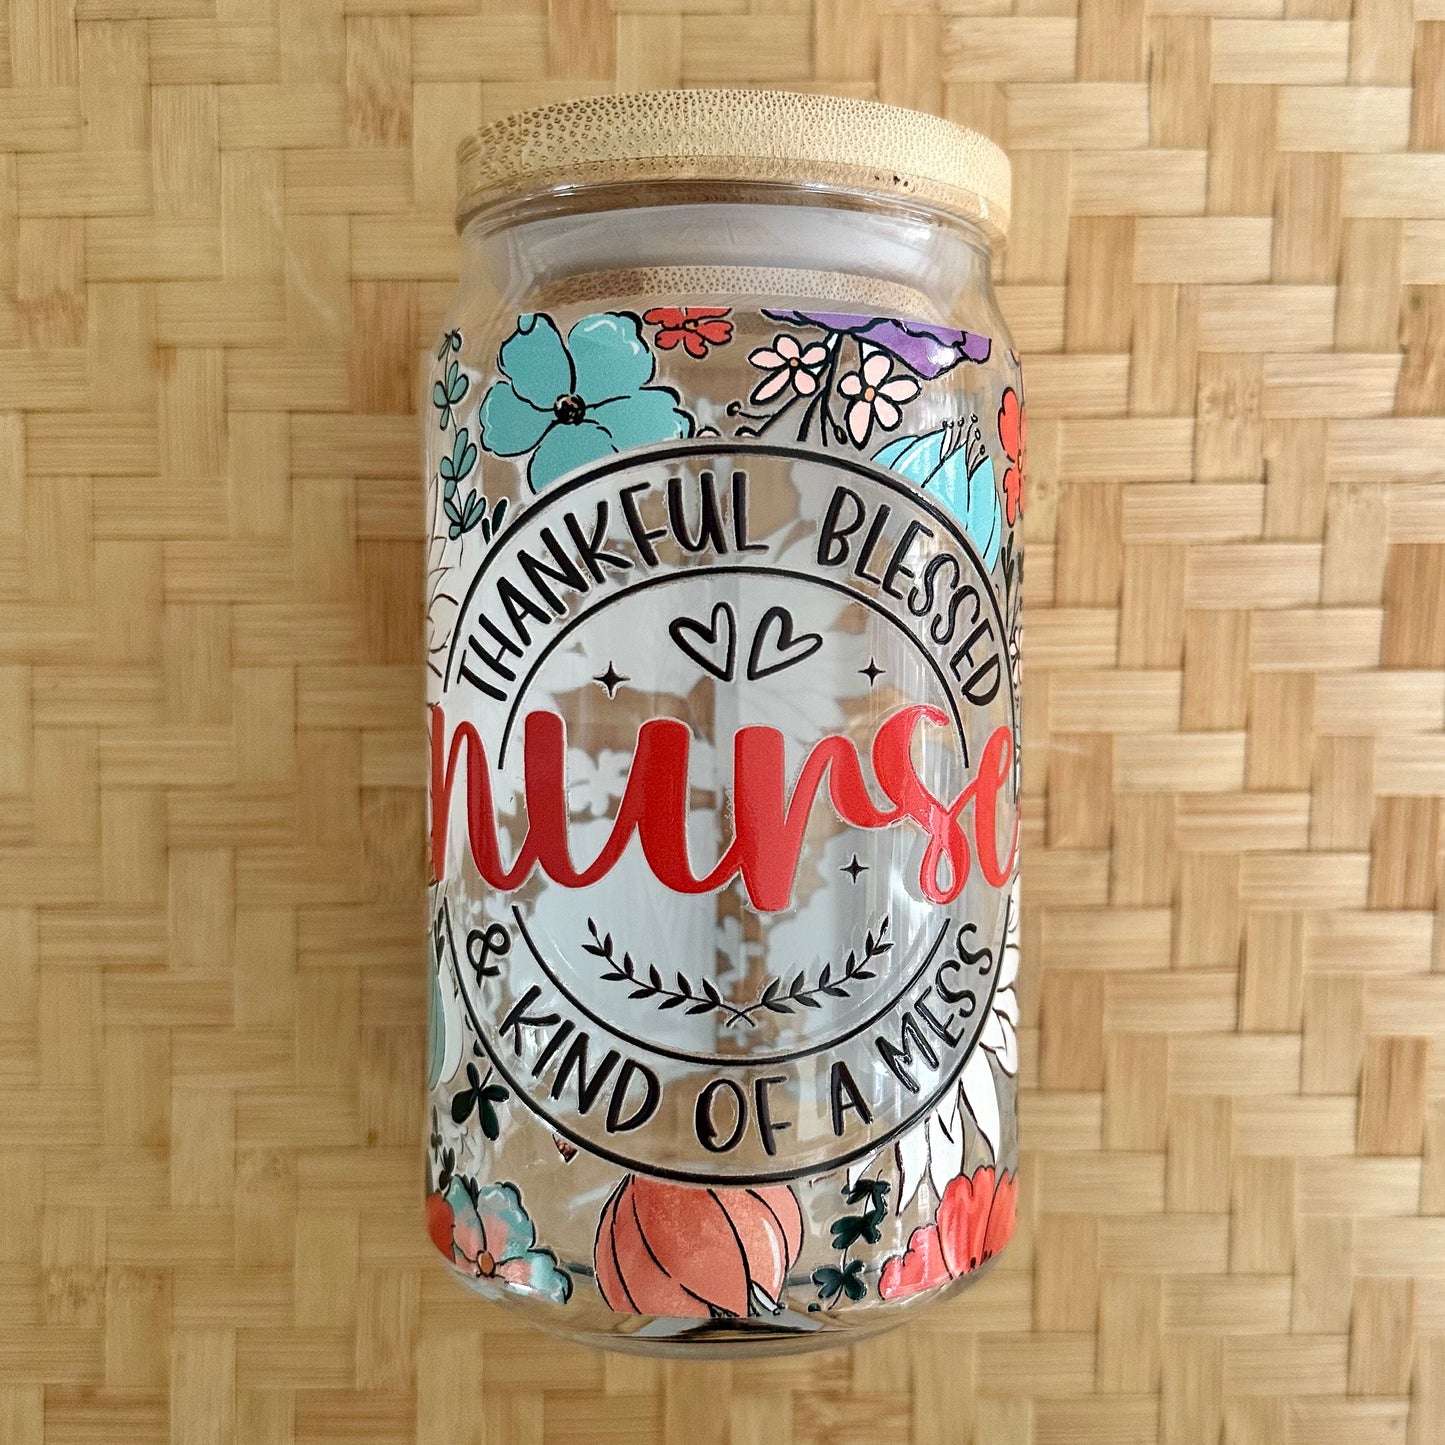 THANKFUL BLESSED
nurse
& KIND OF A MESS